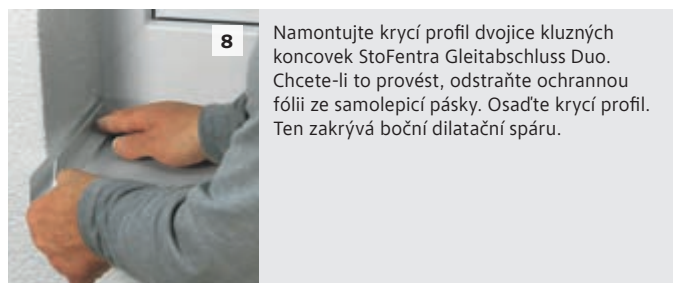 8
Namontujte krycí profil dvojice kluzných
koncovek StoFentra Gleitabschluss Duo.
Chcete-li to provést, odstraňte ochrannou
fólii ze samolepicí pásky. Osaďte krycí profil.
Ten zakrývá boční dilatační spáru.